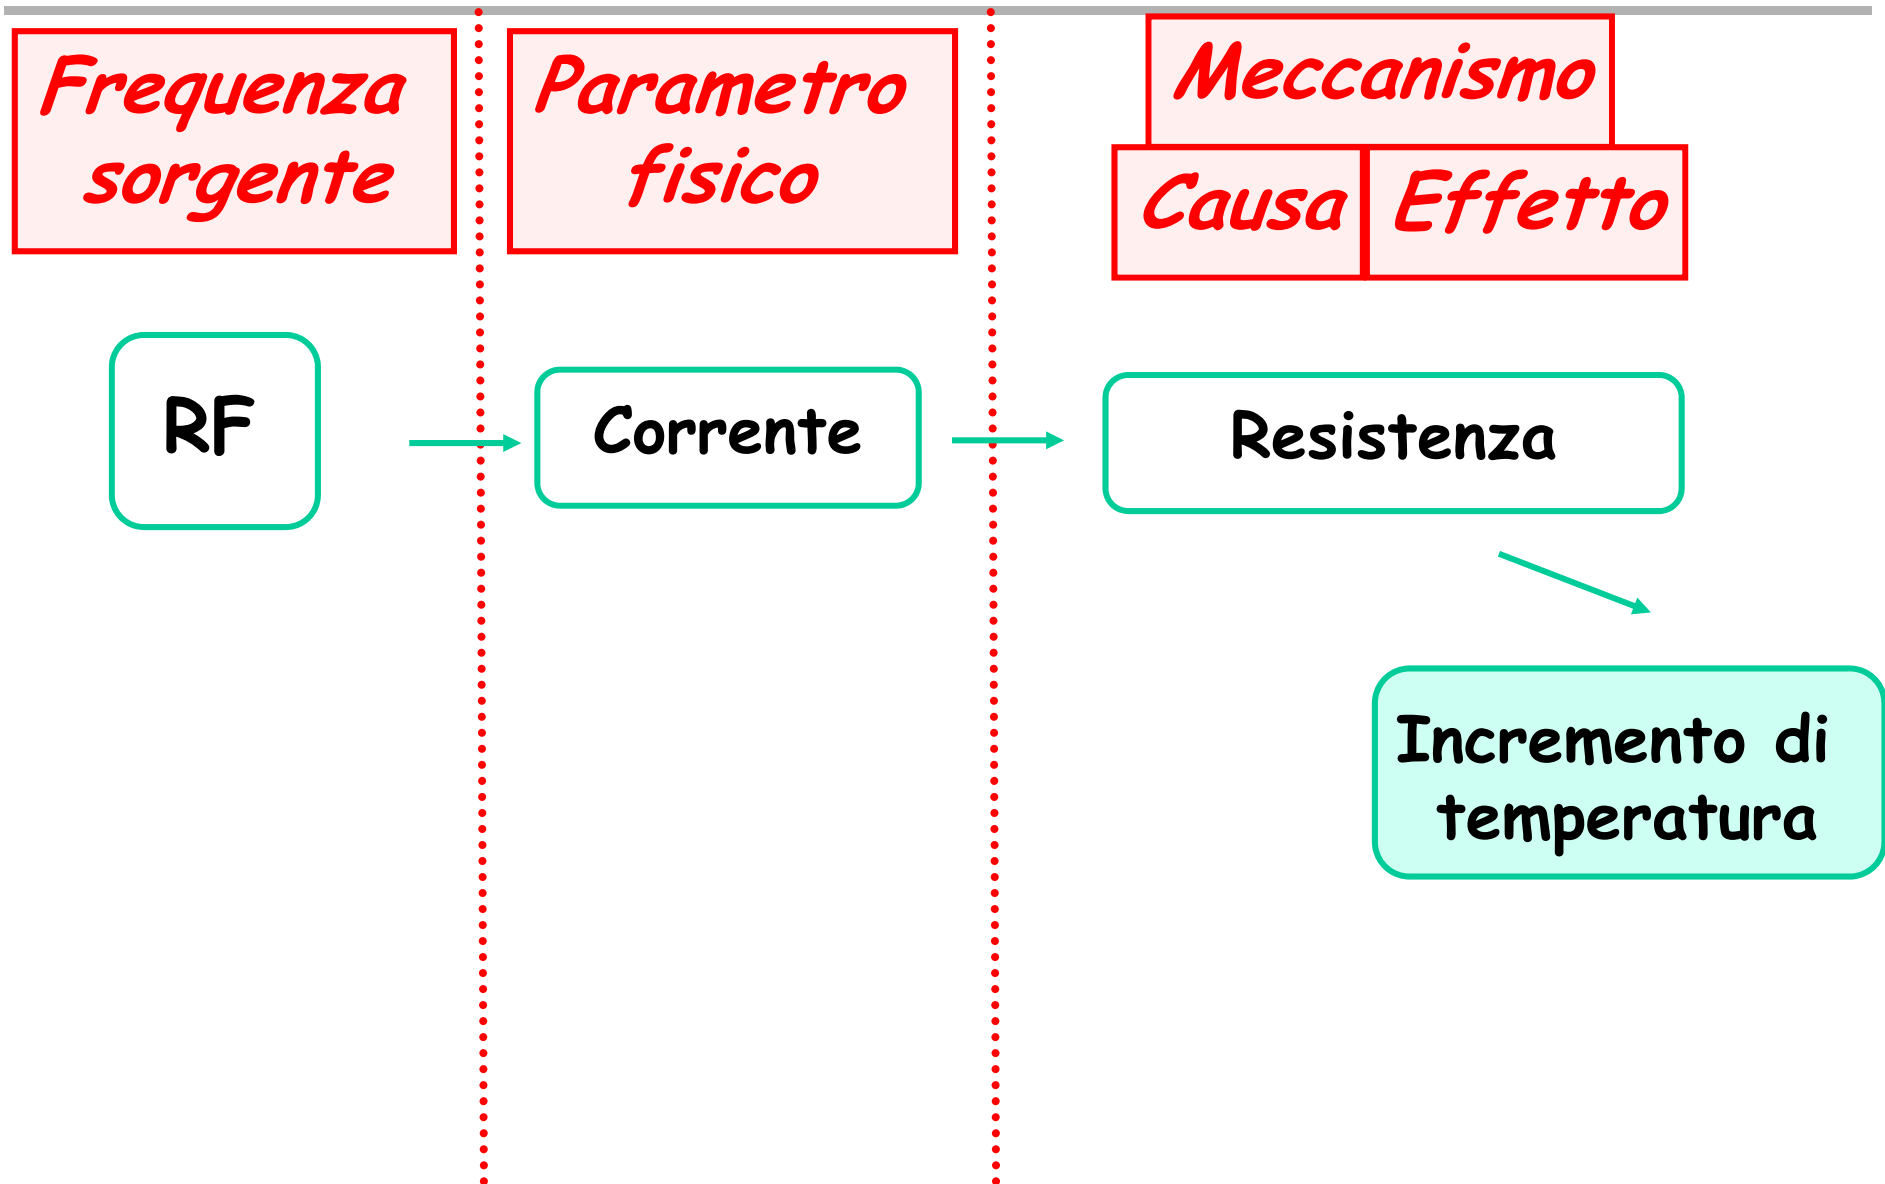 Frequenza
sorgente
Parametro
fisico
Meccanismo
Causa
Effetto
RF
Corrente
Resistenza
Incremento di
temperatura